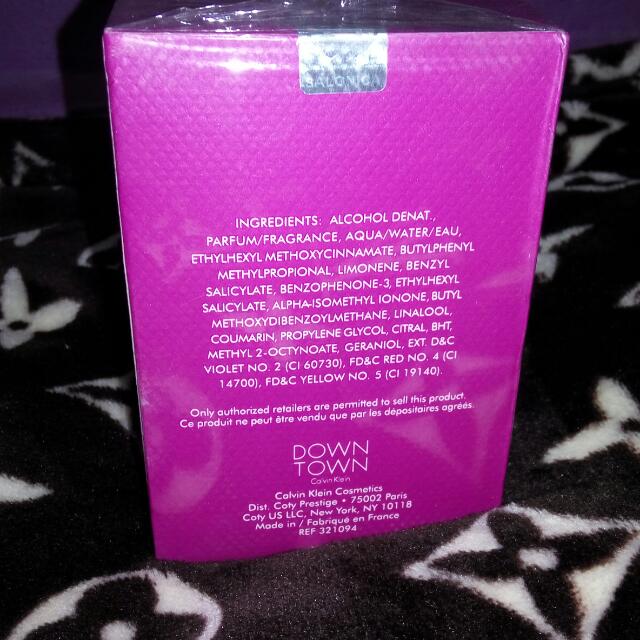 INGREDIENTS: ALCOHOL DENAT.,
PARFUM/FRAGRANCE, AQUA/WATER/EAU,
ETHYLHEXYL METHOXYCINNAMATE, BUTYLPHENYL
METHYLPROPIONAL, LIMONENE, BENZYL
SALICYLATE, BENZOPHENONE-3, ETHYLHEXYL
SALICYLATE, ALPHA-ISOMETHYL IONONE, BUTYL
METHOXYDIBENZOYLMETHANE, LINALOOL,
COUMARIN, PROPYLENE GLYCOL, CITRAL, BHT,
METHYL 2-OCTYNOATE, GERANIOL, EXT. D&C
VIOLET NO. 2 (CI 60730), FD&C RED NO. 4 (CI
14700), FD&C YELLOW NO. 5 (CI 19140).
Only authorized retailers are permitted to sell this product.
Ce produit ne peut être vendu que par les dépositaires agréés.
DOWN
TOWN
Calvin Klein
Calvin Klein Cosmetics
Dist. Coty Prestige • 75002 Paris
Coty US LLC, New York, NY 10118
Made in / Fabriqué en France
REF 321094